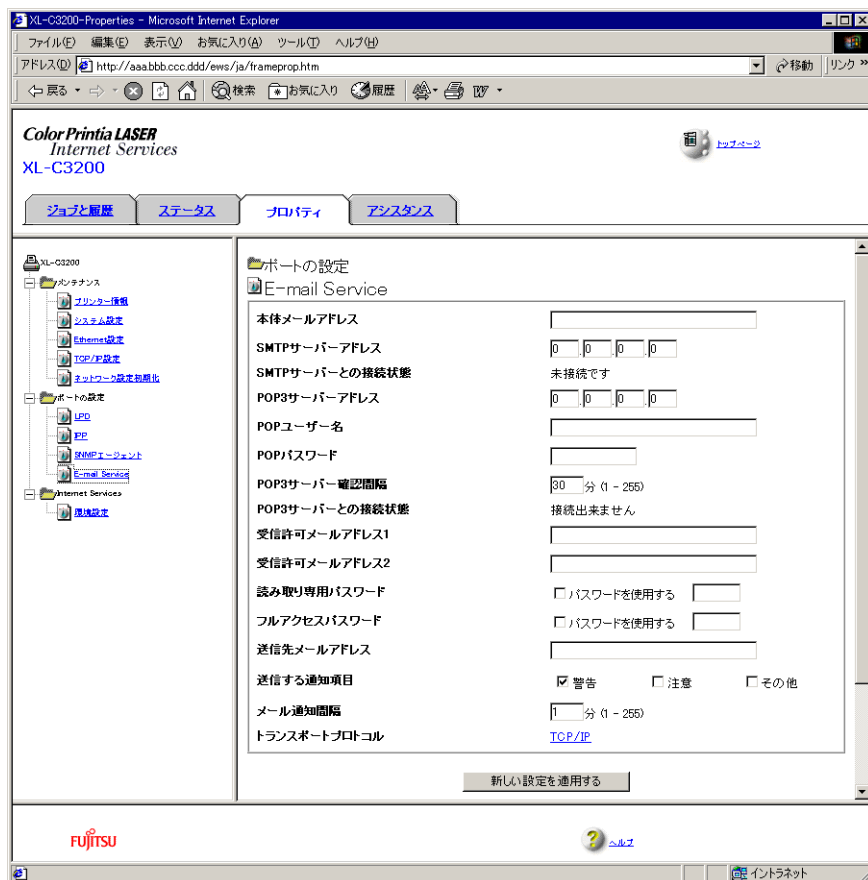 XL-C3200-Properties - Microsoft Internet Explorer
ファイル(F) 編集(E) 表示(V) お気に入り(A) ツール(T) ヘルプ(H)
アドレス(D) http://aaa.bbb.ccc.ddd/ews/ja/frameprop.htm 移動 リンク »
戻る 検索 お気に入り 履歴
Color Printia LASER
Internet Services
XL-C3200
トップページ
ジョブと履歴 ステータス プロパティ アシスタンス
XL-C3200
メンテナンス
プリンター情報
システム設定
Ethernet設定
TCP/IP設定
ネットワーク設定初期化
ポートの設定
LPD
IPP
SNMPエージェント
E-mail Service
Internet Services
環境設定
ポートの設定
E-mail Service
本体メールアドレス
SMTPサーバーアドレス 0 . 0 . 0 . 0
SMTPサーバーとの接続状態 未接続です
POP3サーバーアドレス 0 . 0 . 0 . 0
POPユーザー名
POPパスワード
POP3サーバー確認間隔 30 分 (1 - 255)
POP3サーバーとの接続状態 接続出来ません
受信許可メールアドレス1
受信許可メールアドレス2
読み取り専用パスワード パスワードを使用する
フルアクセスパスワード パスワードを使用する
送信先メールアドレス
送信する通知項目 警告 注意 その他
メール通知間隔 1 分 (1 - 255)
トランスポートプロトコル TCP/IP
新しい設定を適用する
FUJITSU
ヘルプ
イントラネット